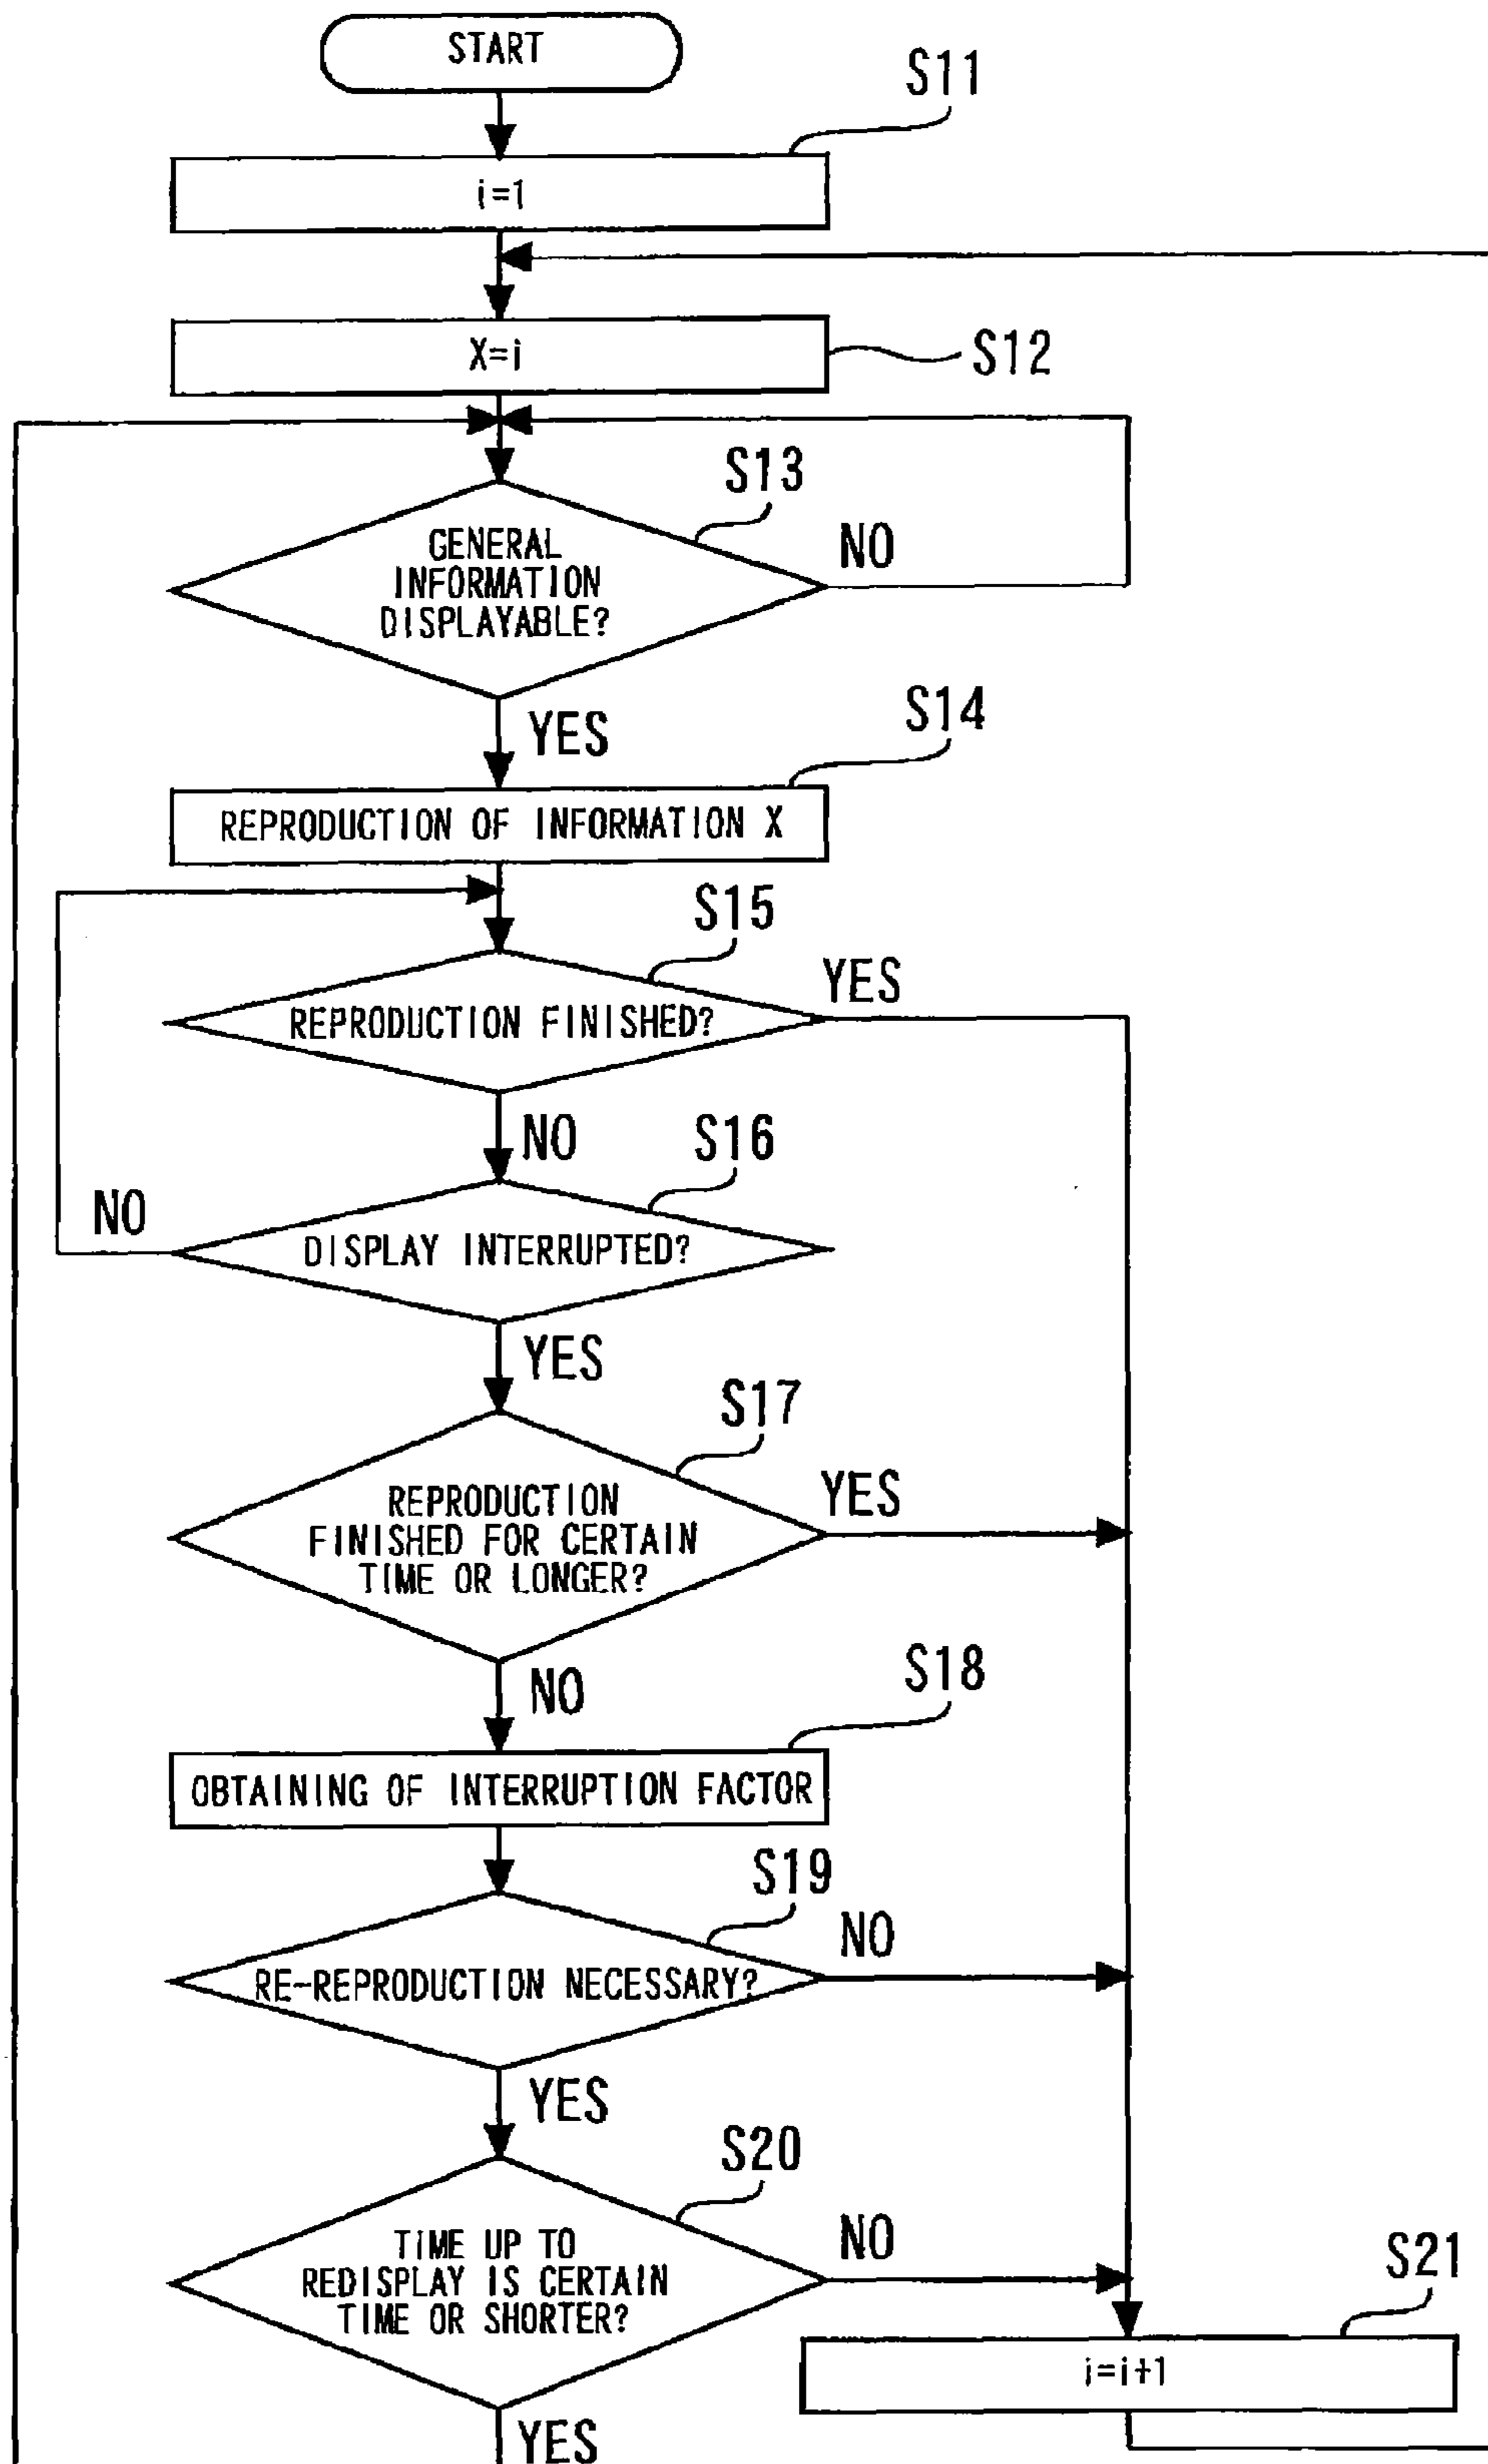 START
S11
i=1
X=i
S12
S13
GENERAL
INFORMATION
DISPLAYABLE?
NO
YES
S14
REPRODUCTION OF INFORMATION X
S15
YES
REPRODUCTION FINISHED?
NO
S16
NO
DISPLAY INTERRUPTED?
YES
S17
YES
REPRODUCTION
FINISHED FOR CERTAIN
TIME OR LONGER?
NO
S18
OBTAINING OF INTERRUPTION FACTOR
S19
NO
RE-REPRODUCTION NECESSARY?
YES
S20
NO
TIME UP TO
REDISPLAY IS CERTAIN
TIME OR SHORTER?
S21
i=i+1
YES